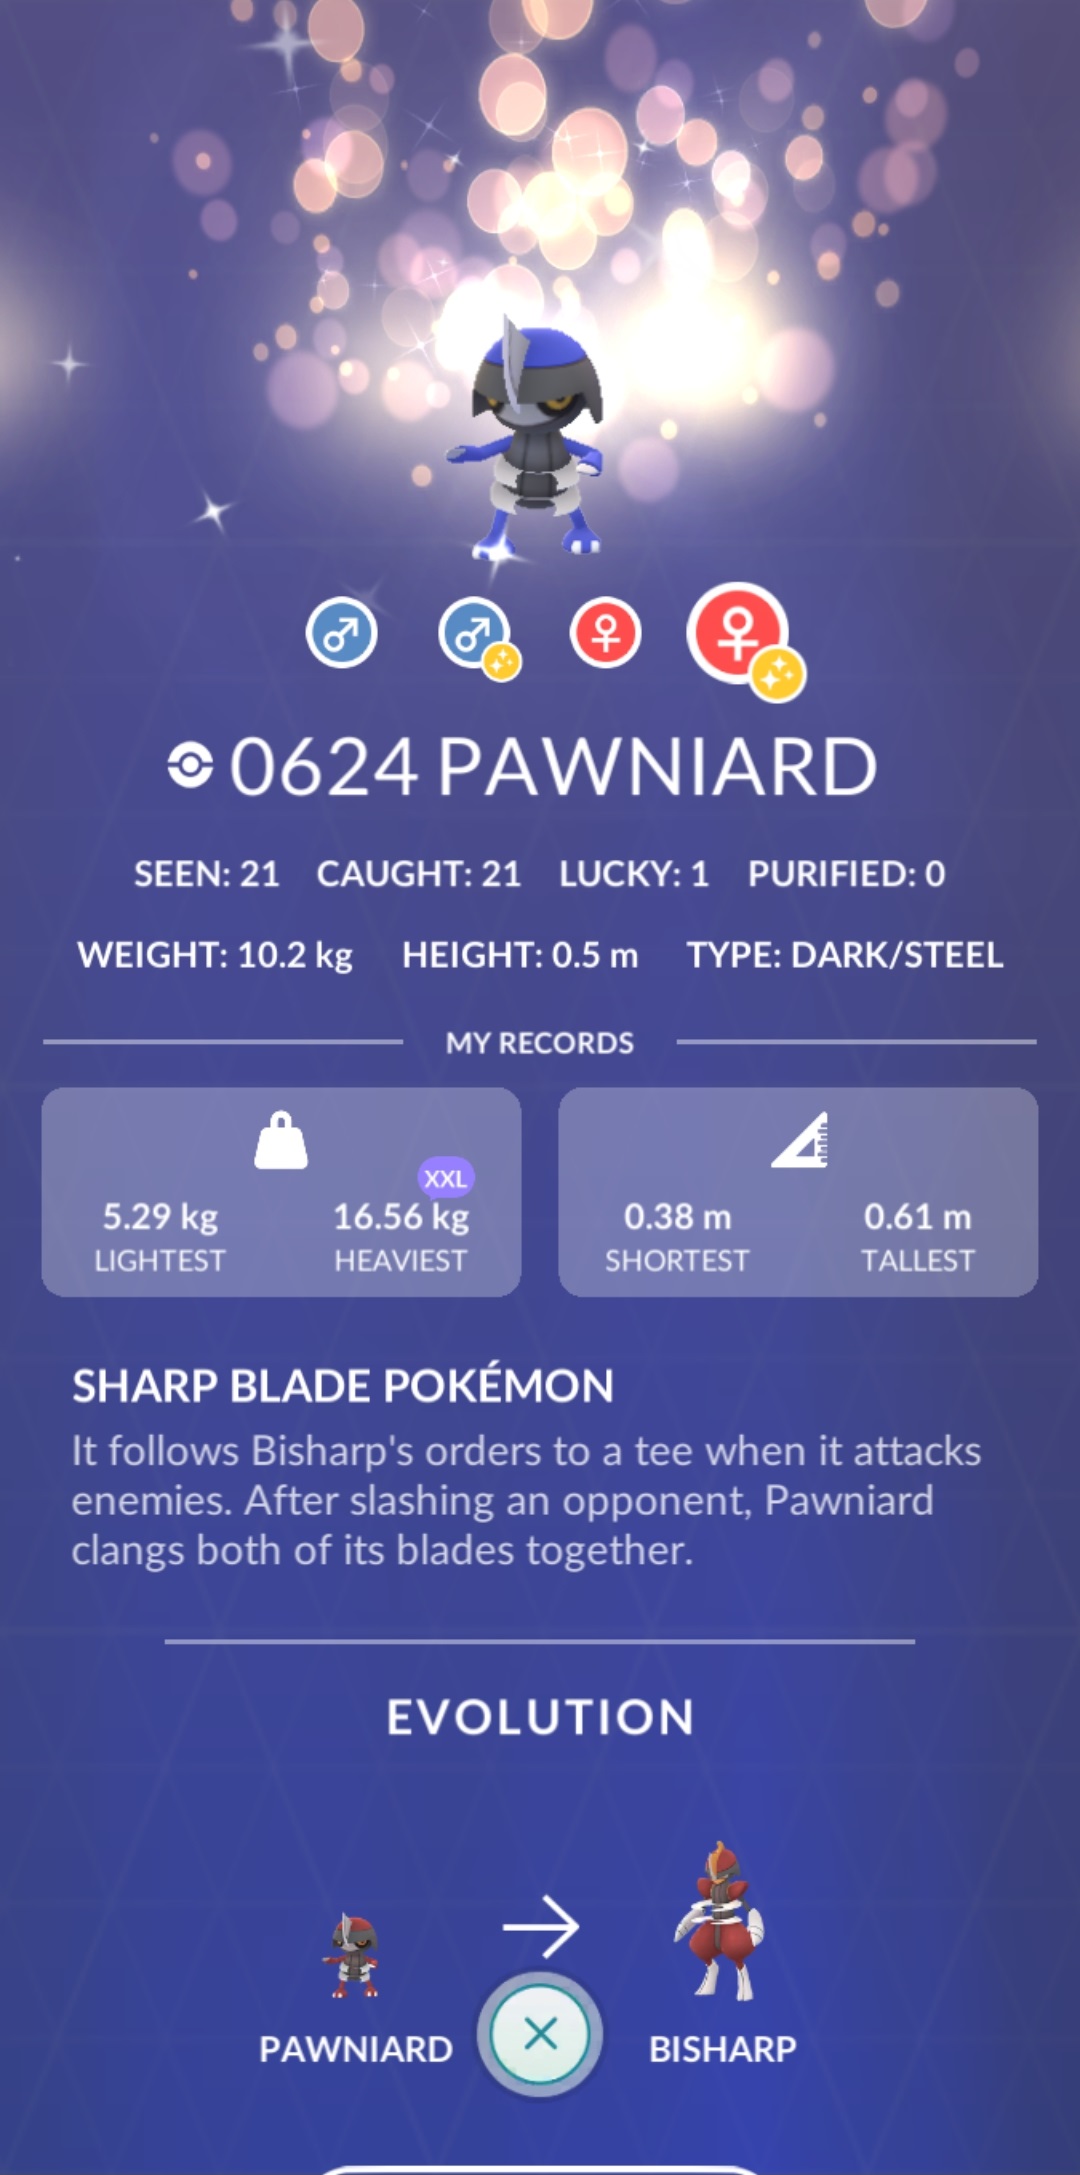 0624 PAWNIARD
SEEN: 21 CAUGHT: 21 LUCKY: 1 PURIFIED: 0
WEIGHT: 10.2 kg HEIGHT: 0.5 m TYPE: DARK/STEEL
MY RECORDS
XXL
5.29 kg 16.56 kg 0.38 m 0.61 m
LIGHTEST HEAVIEST SHORTEST TALLEST
SHARP BLADE POKÉMON
It follows Bisharp's orders to a tee when it attacks
enemies. After slashing an opponent, Pawniard
clangs both of its blades together.
EVOLUTION
PAWNIARD BISHARP